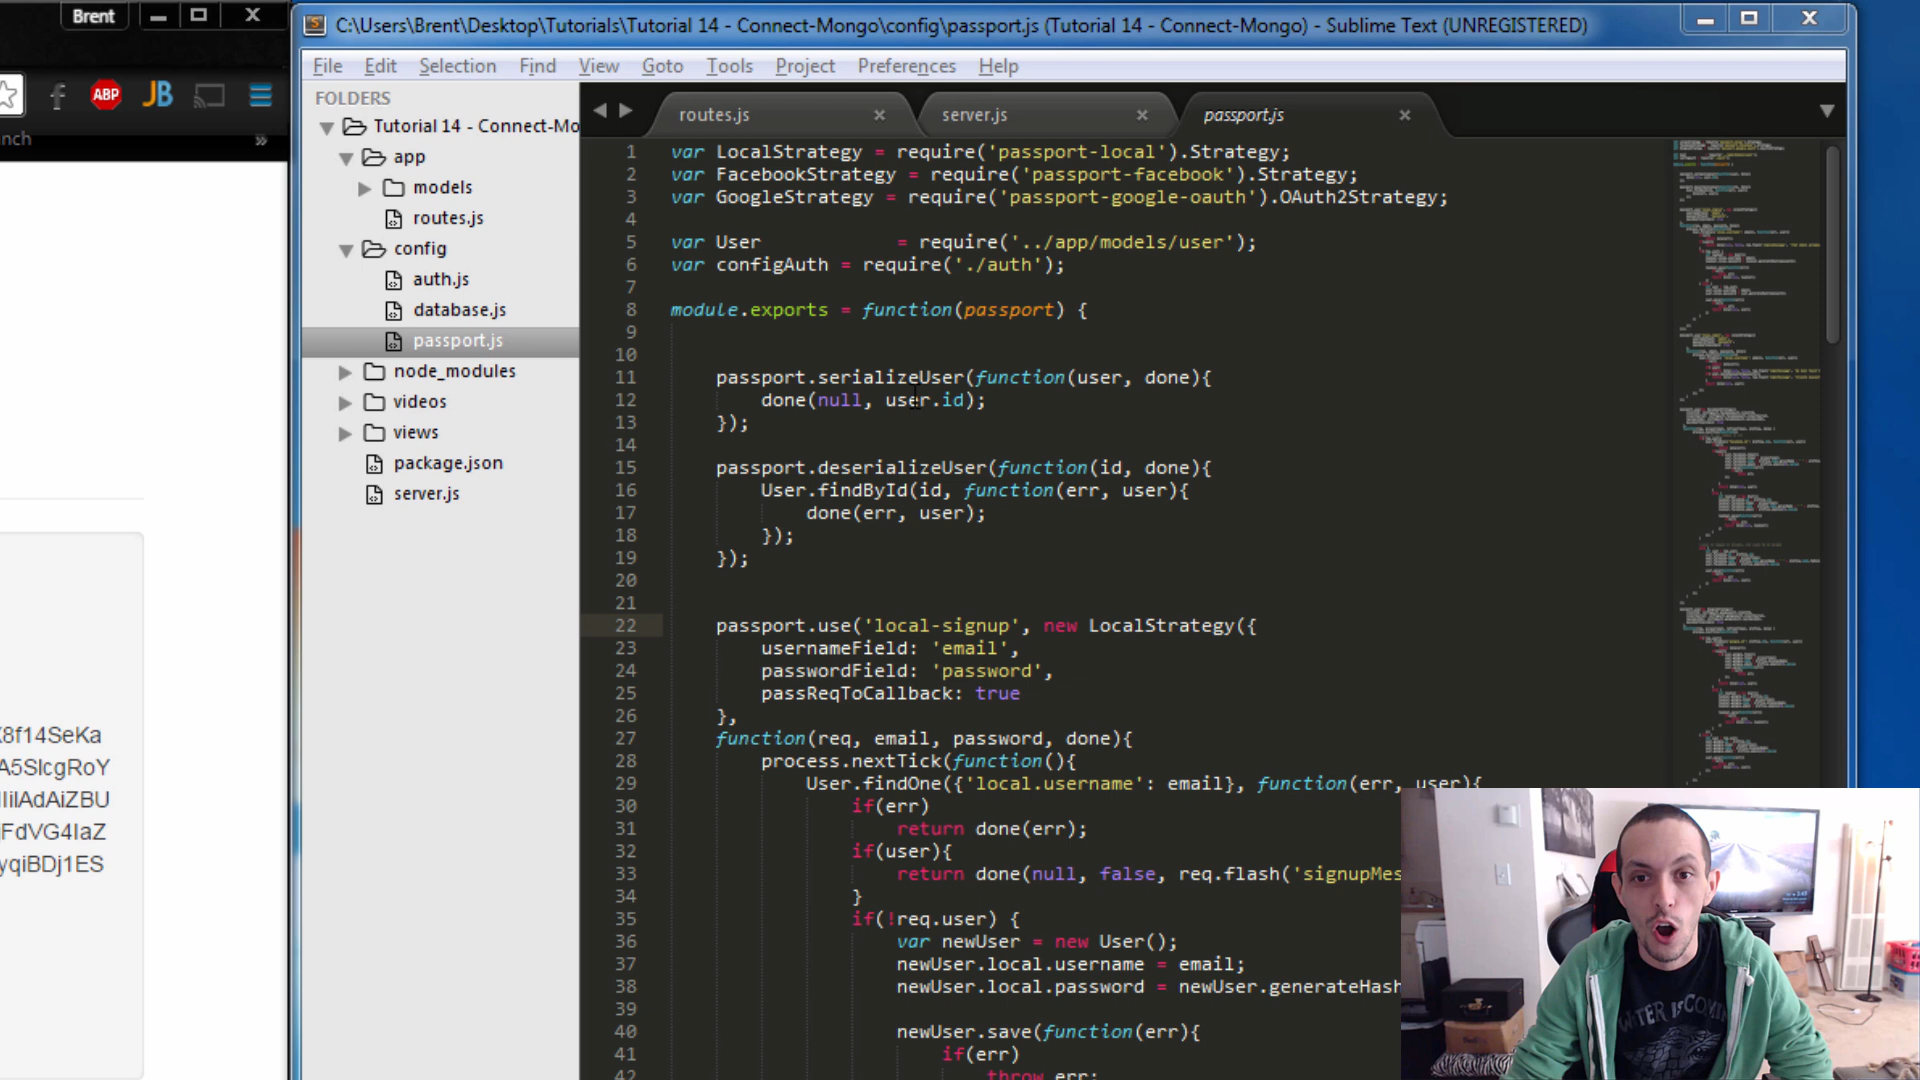 Brent
C:\Users\Brent\Desktop\Tutorials\Tutorial 14 - Connect-Mongo\config\passport.js (Tutorial 14 - Connect-Mongo) - Sublime Text (UNREGISTERED)
File Edit Selection Find View Goto Tools Project Preferences Help
f ABP JB
nch »
FOLDERS
Tutorial 14 - Connect-Mo
app
models
routes.js
config
auth.js
database.js
passport.js
node_modules
videos
views
package.json
server.js
8f14SeKa
A5SlcgRoY
IilAdAiZBU
FdVG4IaZ
yqiBDj1ES
routes.js server.js passport.js
1 var LocalStrategy = require('passport-local').Strategy;
2 var FacebookStrategy = require('passport-facebook').Strategy;
3 var GoogleStrategy = require('passport-google-oauth').OAuth2Strategy;
4
5 var User = require('../app/models/user');
6 var configAuth = require('./auth');
7
8 module.exports = function(passport) {
9
10
11 passport.serializeUser(function(user, done){
12 done(null, user.id);
13 });
14
15 passport.deserializeUser(function(id, done){
16 User.findById(id, function(err, user){
17 done(err, user);
18 });
19 });
20
21
22 passport.use('local-signup', new LocalStrategy({
23 usernameField: 'email',
24 passwordField: 'password',
25 passReqToCallback: true
26 },
27 function(req, email, password, done){
28 process.nextTick(function(){
29 User.findOne({'local.username': email}, function(err, user){
30 if(err)
31 return done(err);
32 if(user){
33 return done(null, false, req.flash('signupMes
34 }
35 if(!req.user) {
36 var newUser = new User();
37 newUser.local.username = email;
38 newUser.local.password = newUser.generateHash
39
40 newUser.save(function(err){
41 if(err)
42 throw err;